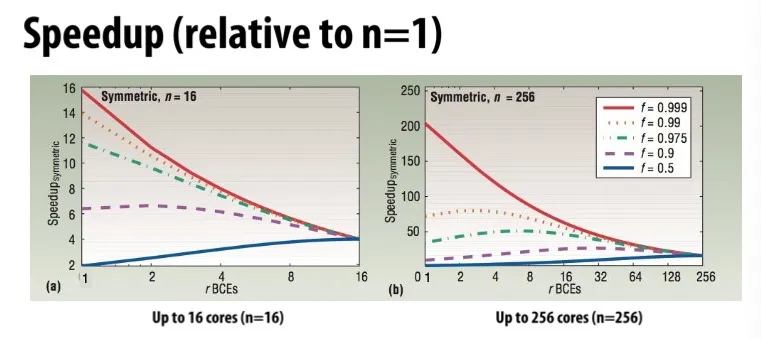 Speedup (relative to n=1)
Symmetric, n = 16
16
14
12
10
8
6
4
2
Speedup symmetric
1 2 4 8 16
(a) r BCEs
Up to 16 cores (n=16)
Symmetric, n = 256
250
200
150
100
50
Speedup symmetric
f = 0.999
f = 0.99
f = 0.975
f = 0.9
f = 0.5
0 1 2 4 8 16 32 64 128 256
(b) r BCEs
Up to 256 cores (n=256)